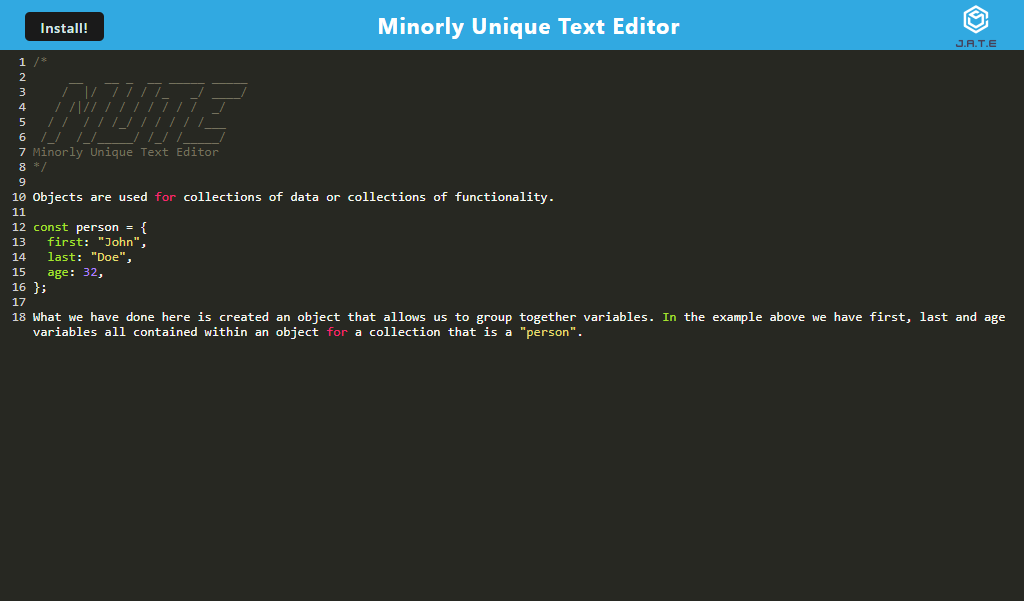 Install!
Minorly Unique Text Editor
J.A.T.E
1 /*
2      __   __ _  __ _____ _____
3     /  |/  / / / /_  _/ ____/
4    / /|// / / / / / / /  _/
5   / /  / / /_/ / / / / /___
6  /_/  /_/_____/ /_/ /_____/
7 Minorly Unique Text Editor
8 */
9
10 Objects are used for collections of data or collections of functionality.
11
12 const person = {
13   first: "John",
14   last: "Doe",
15   age: 32,
16 };
17
18 What we have done here is created an object that allows us to group together variables. In the example above we have first, last and age
variables all contained within an object for a collection that is a "person".